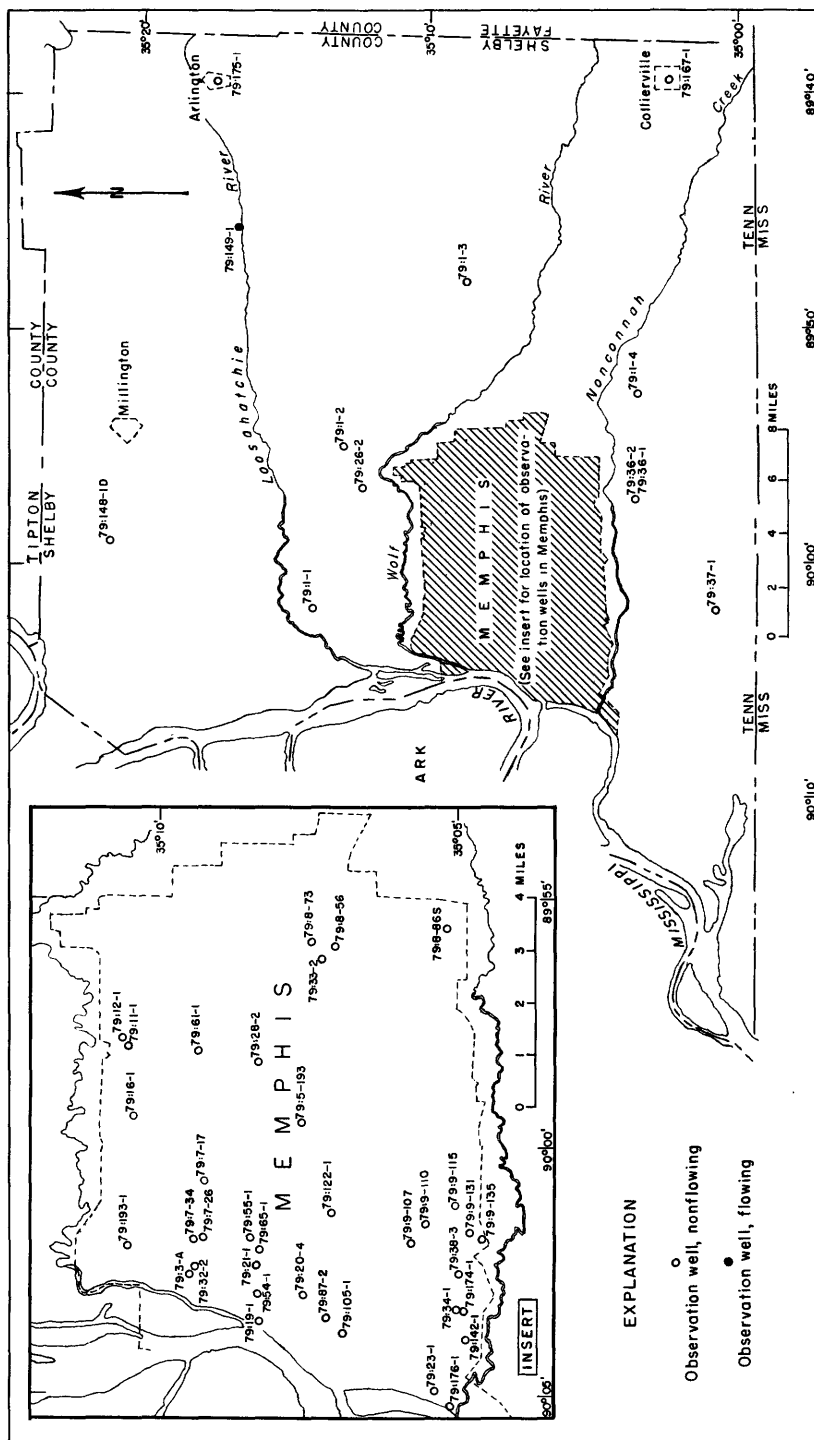 TIPTON COUNTY
SHELBY COUNTY
35°20'
SHELBY COUNTY
FAYETTE COUNTY
N
Millington
79:148-1D
Arlington
79:175-1
79:149-1
Loosahatchie River
79:1-1
79:1-2
79:26-2
79:1-3
35°10'
Wolf River
ARK
MISSISSIPPI RIVER
MEMPHIS
(See insert for location of observa-
tion wells in Memphis)
Nonconnah Creek
79:36-2
79:36-1
79:1-4
79:37-1
Collierville
79:167-1
35°00'
TENN
MISS
TENN
MISS
0 2 4 6 8 MILES
90°10'
90°00'
89°50'
89°40'
35°10'
79:193-1
79:16-1
79:12-1
79:11-1
79:3-A
79:32-2
79:7-34
79:7-26
79:7-17
79:61-1
79:19-1
79:54-1
79:21-1
79:55-1
79:65-1
79:28-2
MEMPHIS
79:20-4
79:5-193
79:87-2
79:105-1
79:122-1
79:8-73
79:33-2
79:8-56
79:23-1
79:176-1
79:9-107
79:9-110
79:34-1
79:38-3
79:9-115
79:142-1
79:174-1
79:9-131
79:9-135
79:8-86S
35°05'
0 1 2 3 4 MILES
INSERT
90°05'
90°00'
89°55'
EXPLANATION
Observation well, nonflowing
Observation well, flowing